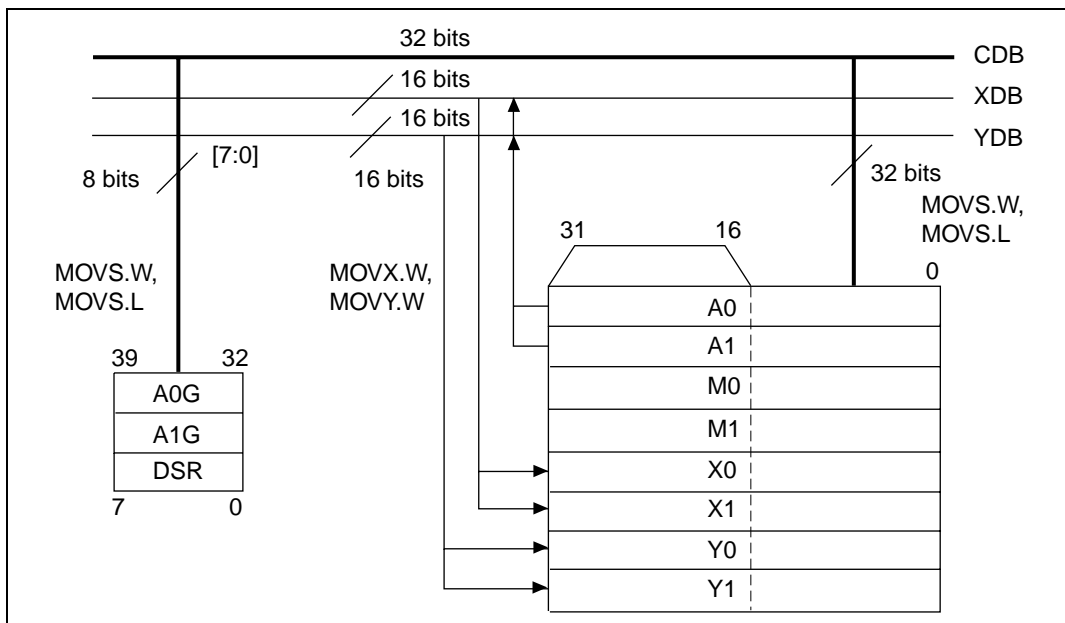 32 bits
CDB
16 bits
XDB
16 bits
YDB
[7:0]
8 bits
16 bits
32 bits
MOVS.W,
MOVS.L
31 16
0
MOVS.W,
MOVS.L
MOVX.W,
MOVY.W
A0
A1
39 32
M0
A0G
M1
A1G
X0
DSR
7 0
X1
Y0
Y1